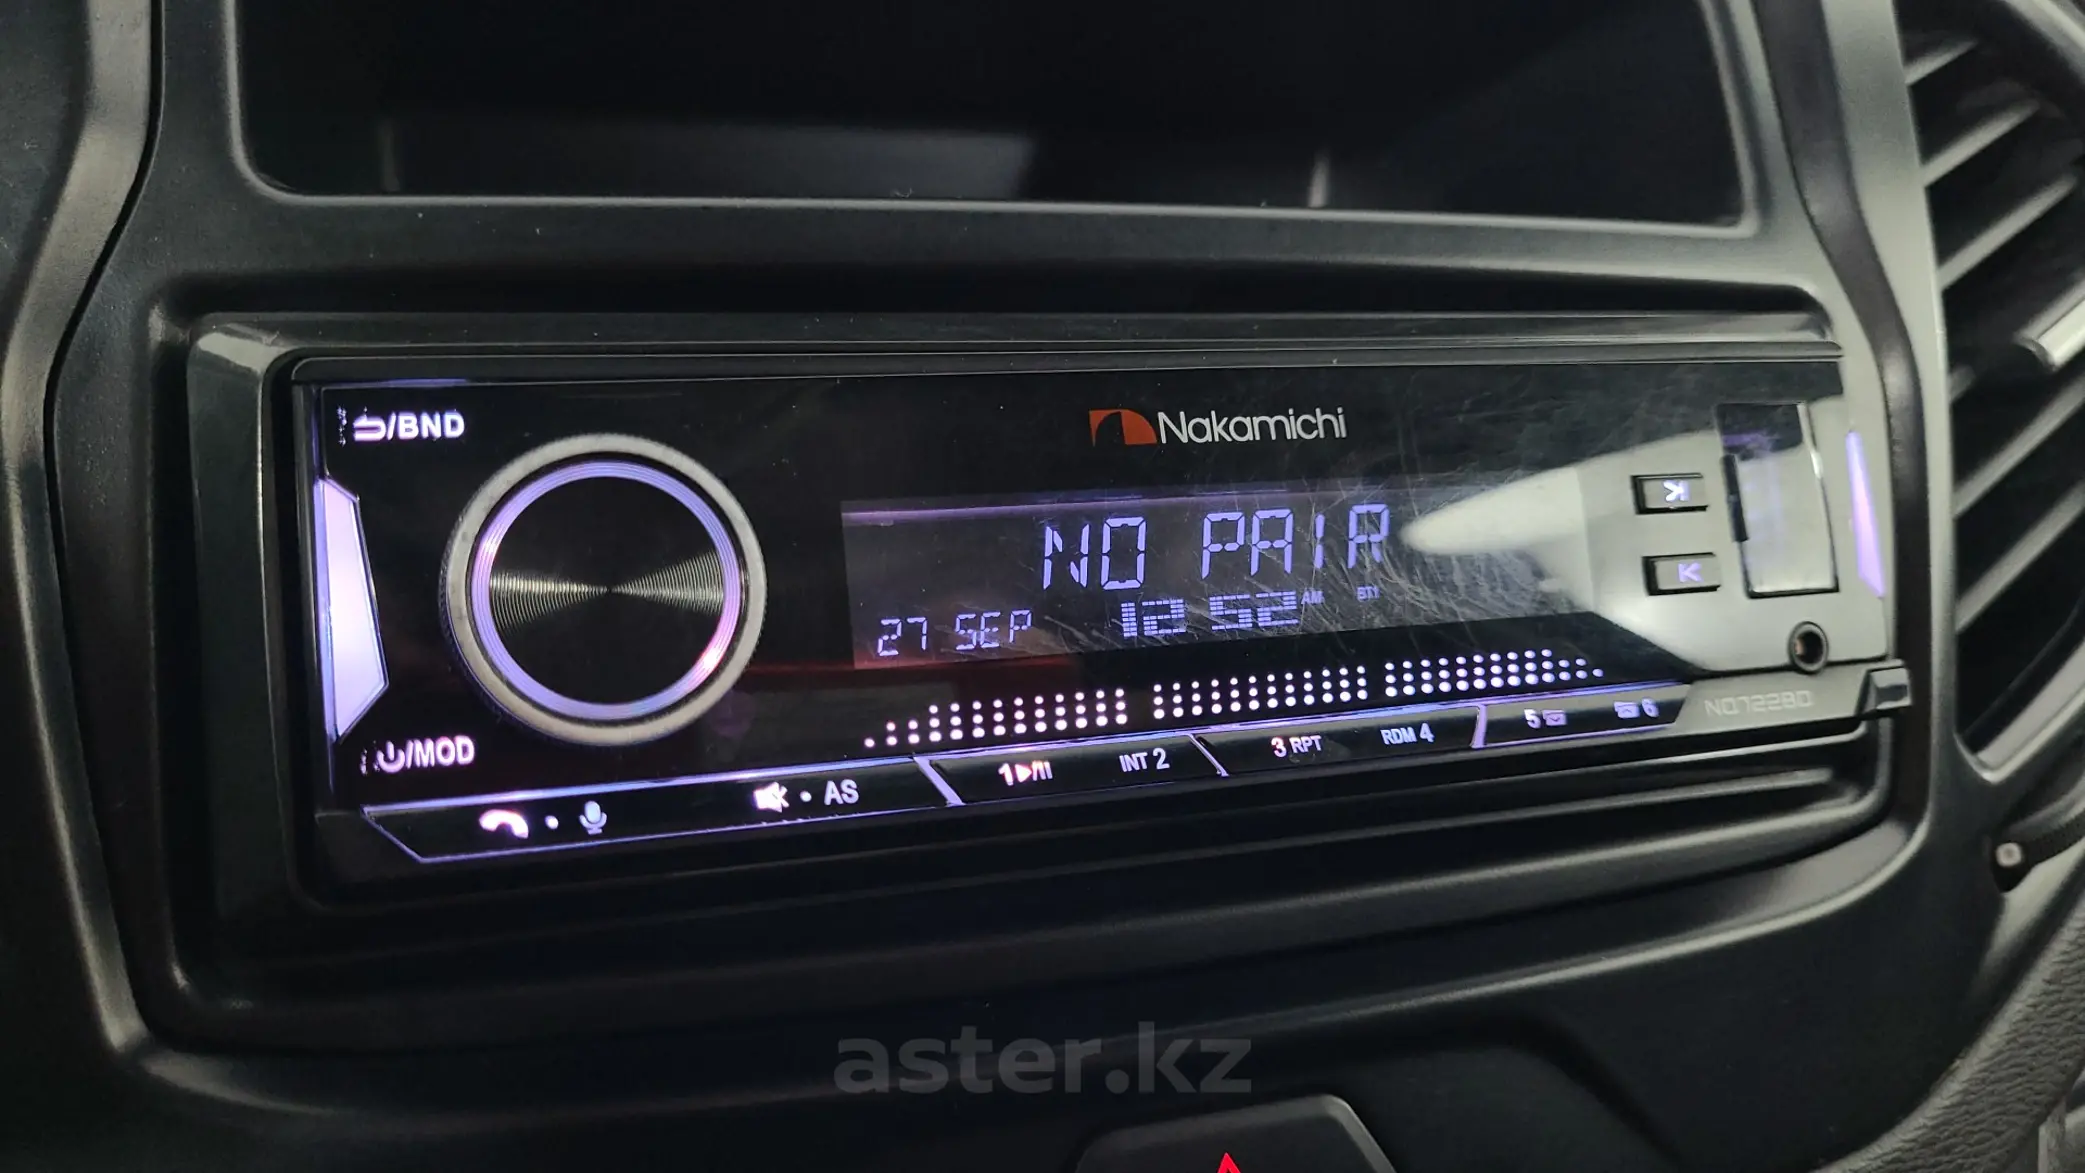 /BND
Nakamichi
NO PAIR
27 SEP 12 52 AM BT1
/MOD
AS
1 INT 2
3 RPT RDM 4
5 6
NQ722BD
aster.kz